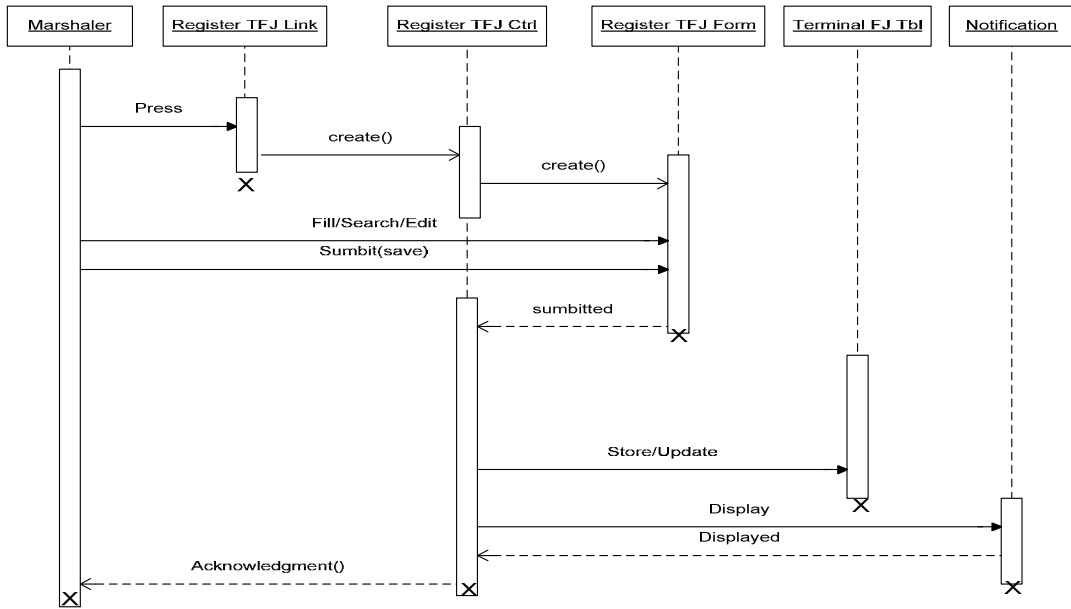 Marshaler
Register TFJ Link
Register TFJ Ctrl
Register TFJ Form
Terminal FJ Tbl
Notification
Press
create()
create()
Fill/Search/Edit
Sumbit(save)
sumbitted
Store/Update
Display
Displayed
Acknowledgment()